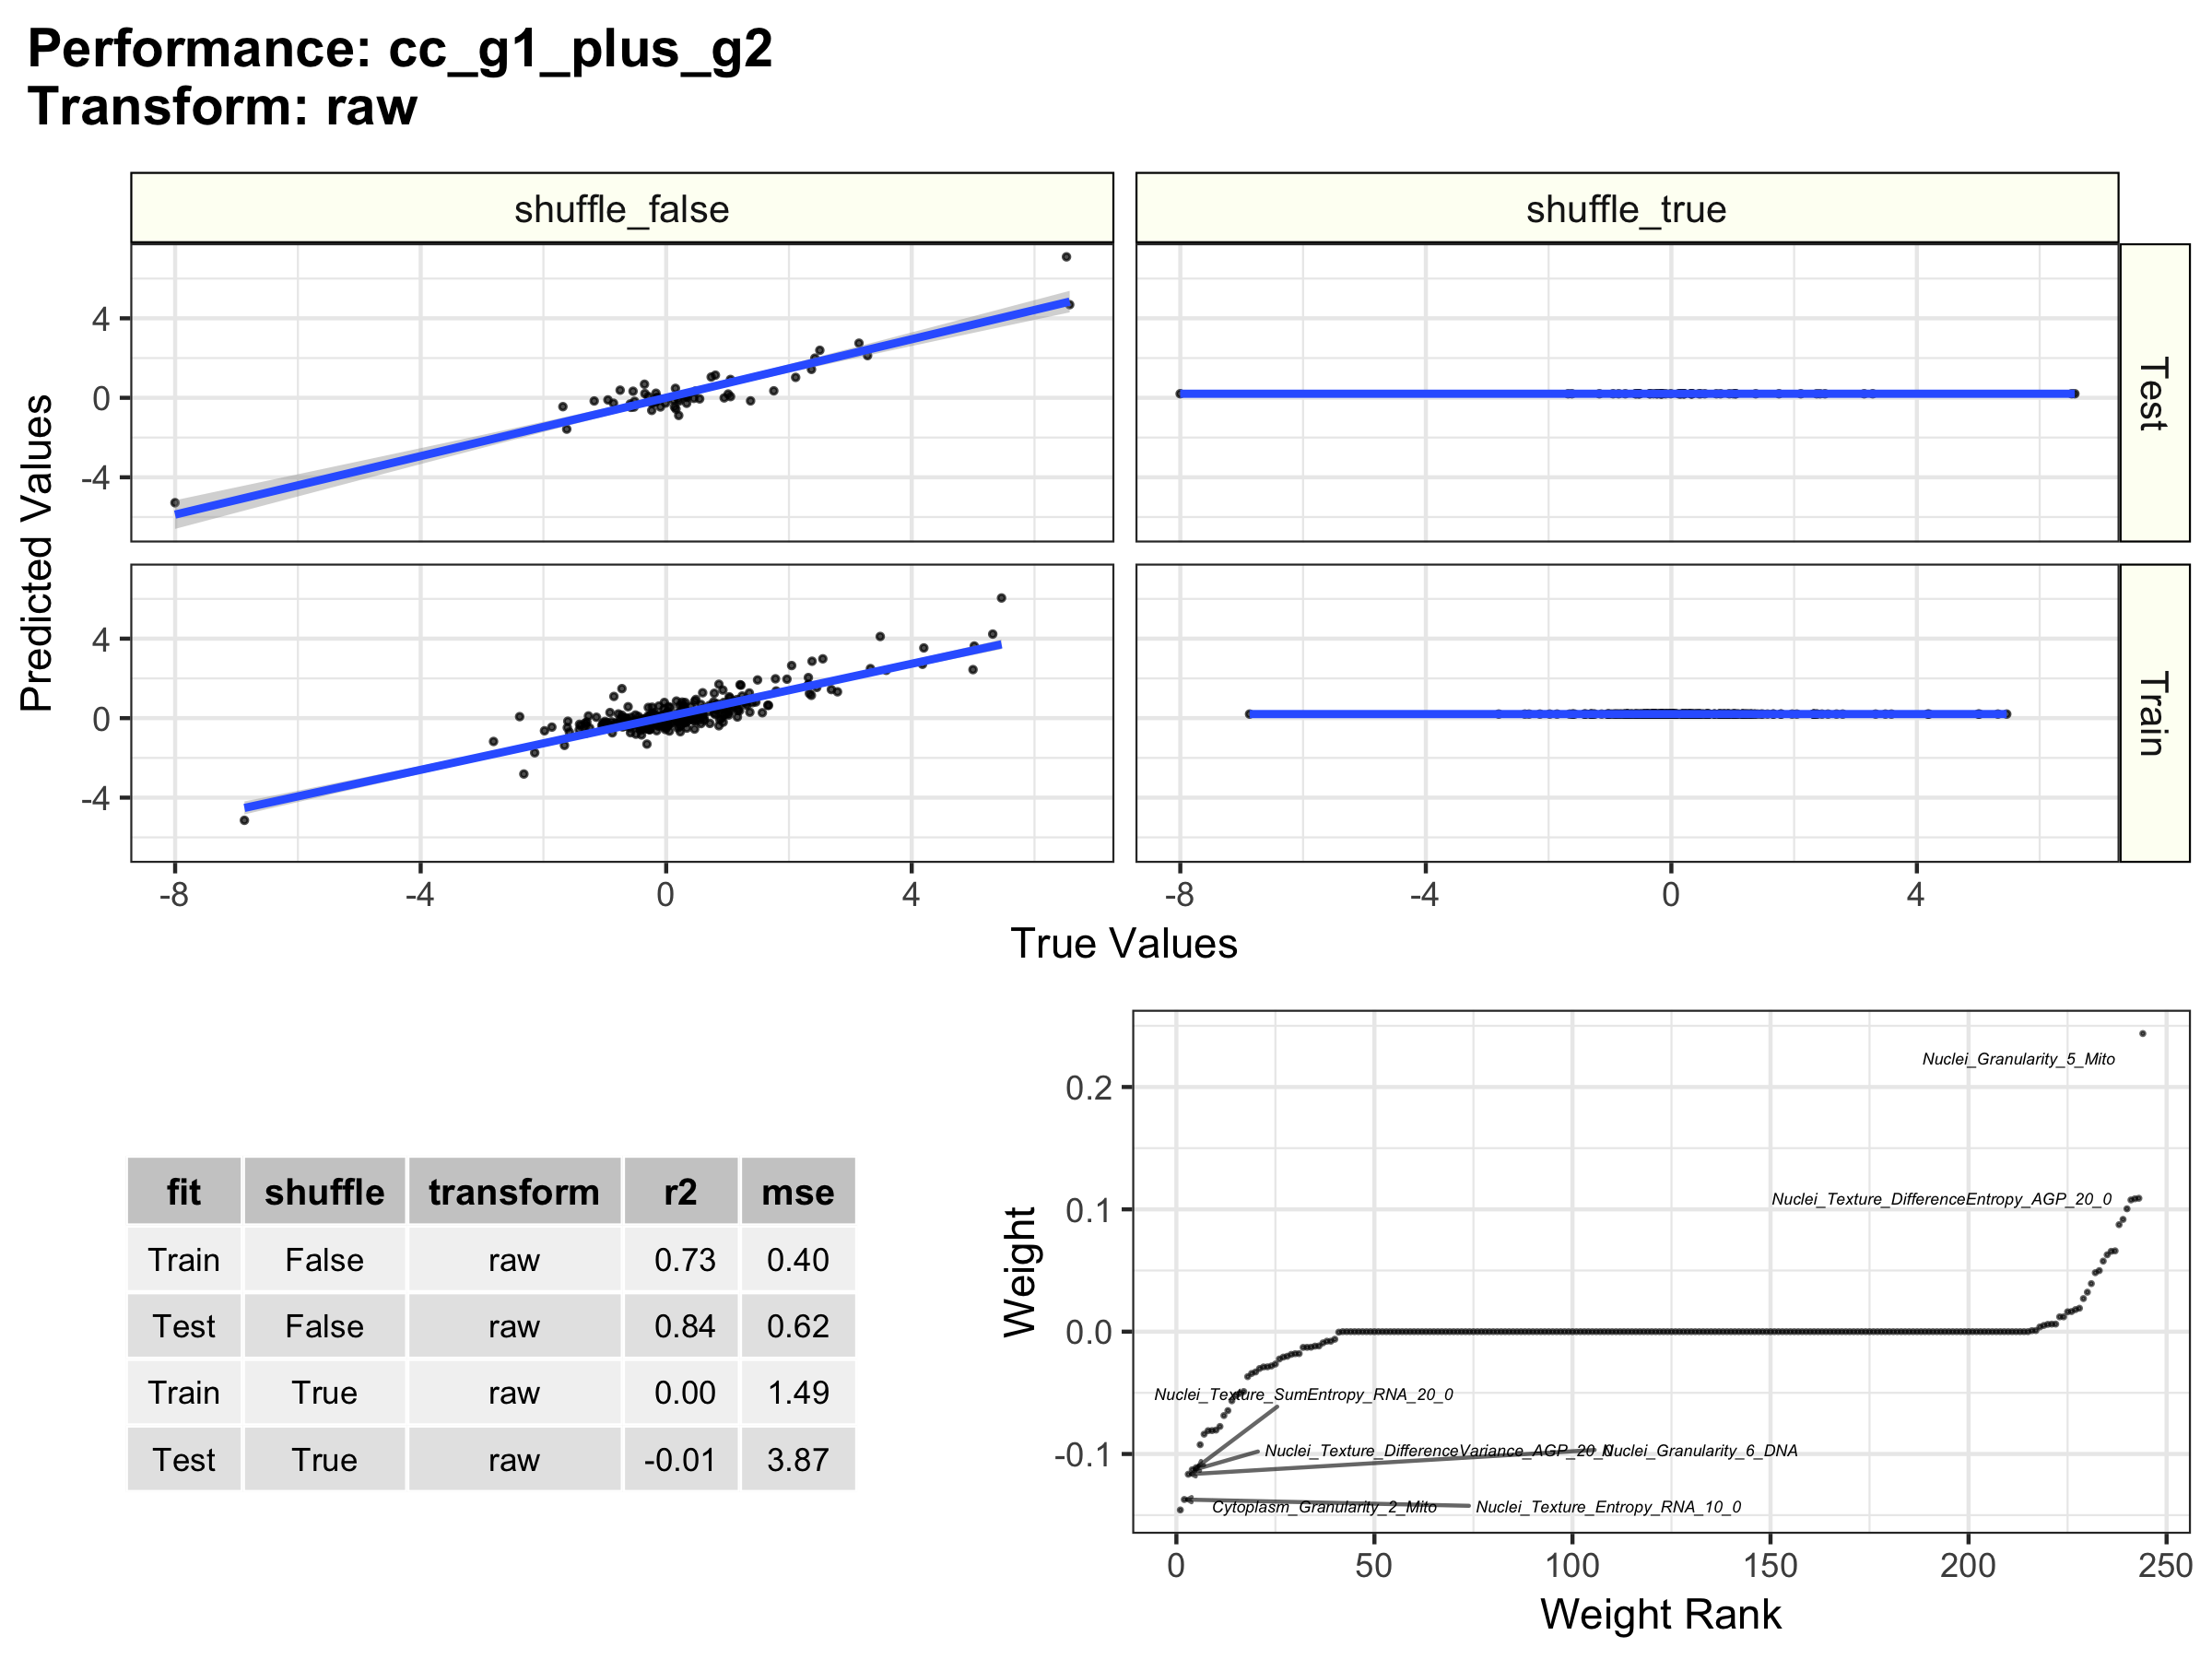 Performance: cc_g1_plus_g2
Transform: raw
shuffle_false
shuffle_true
Predicted Values
4
0
-4
Test
4
0
-4
Train
-8
-4
0
4
-8
-4
0
4
True Values
fit shuffle transform r2 mse
Train False raw 0.73 0.40
Test False raw 0.84 0.62
Train True raw 0.00 1.49
Test True raw -0.01 3.87
Weight
0.2
0.1
0.0
-0.1
Nuclei_Granularity_5_Mito
Nuclei_Texture_DifferenceEntropy_AGP_20_0
Nuclei_Texture_SumEntropy_RNA_20_0
Nuclei_Texture_DifferenceVariance_AGP_20_0
Nuclei_Granularity_6_DNA
Cytoplasm_Granularity_2_Mito
Nuclei_Texture_Entropy_RNA_10_0
0
50
100
150
200
250
Weight Rank